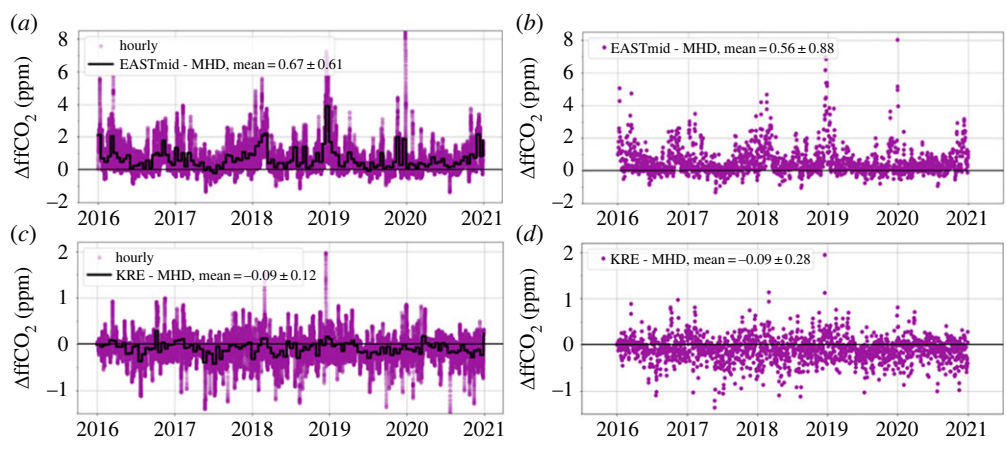 (a)
8
6
4
2
0
−2
ΔffCO2 (ppm)
hourly
EASTmid - MHD, mean = 0.67 ± 0.61
2016 2017 2018 2019 2020 2021
(b)
8
6
4
2
0
−2
ΔffCO2 (ppm)
EASTmid - MHD, mean = 0.56 ± 0.88
2016 2017 2018 2019 2020 2021
(c)
2
1
0
−1
ΔffCO2 (ppm)
hourly
KRE - MHD, mean = −0.09 ± 0.12
2016 2017 2018 2019 2020 2021
(d)
2
1
0
−1
ΔffCO2 (ppm)
KRE - MHD, mean = −0.09 ± 0.28
2016 2017 2018 2019 2020 2021